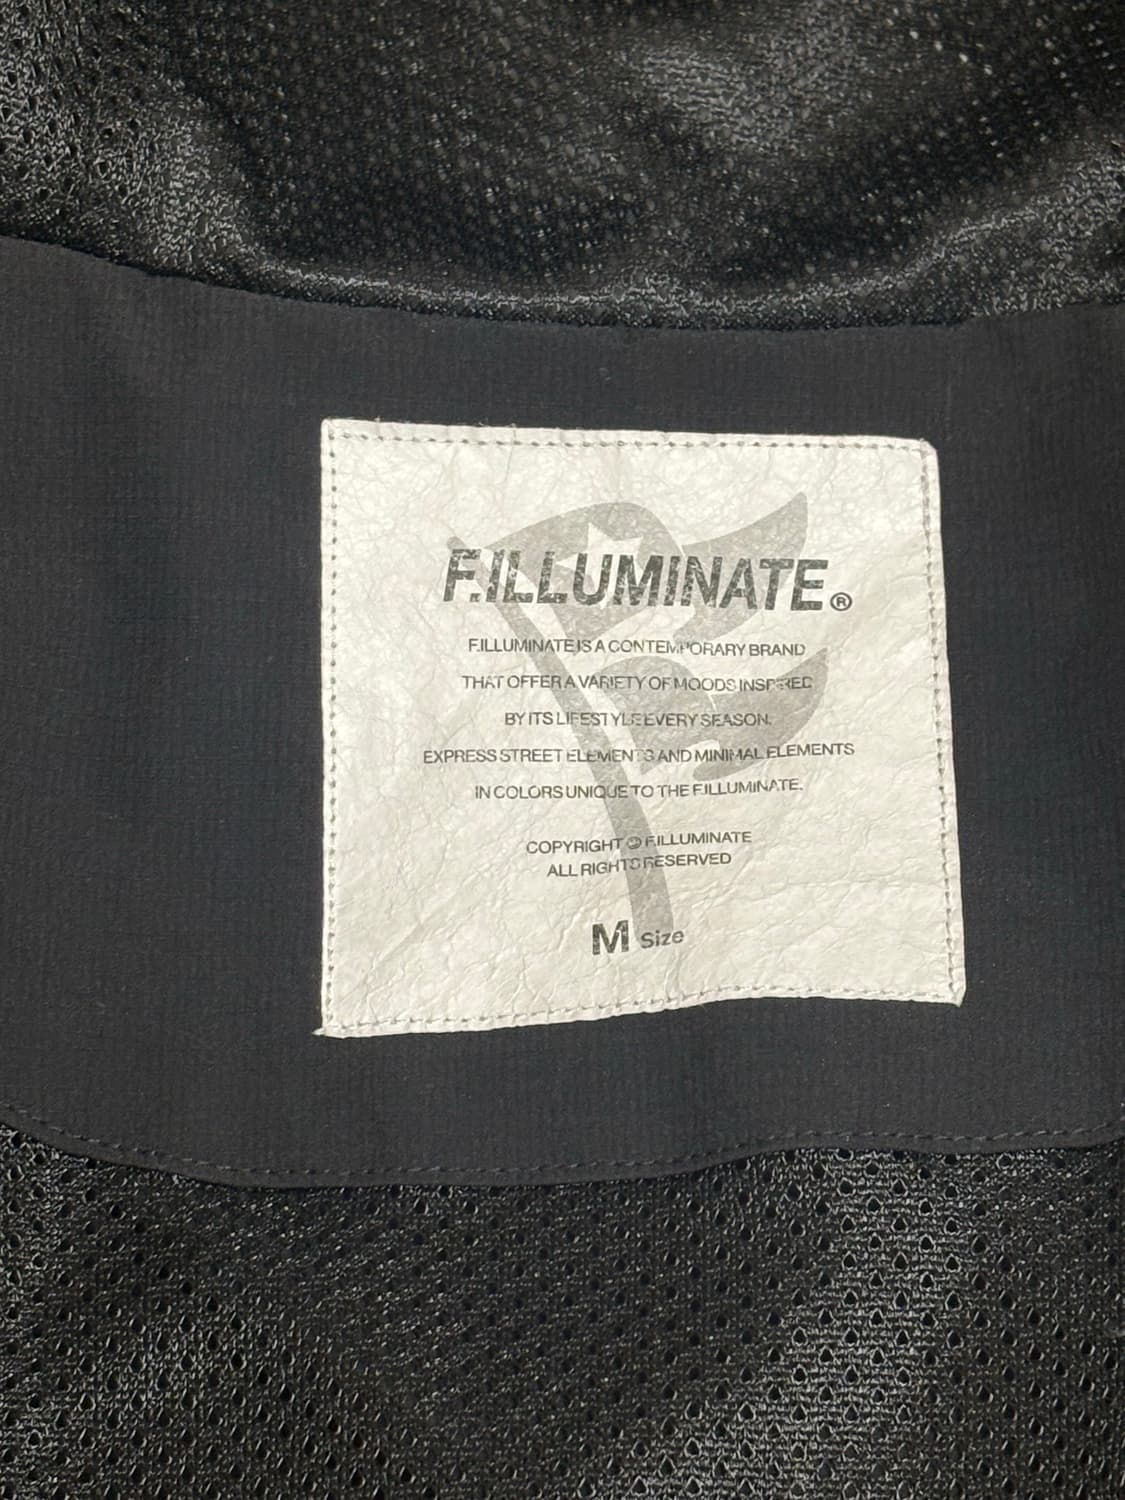 F.ILLUMINATE®
F.ILLUMINATE IS A CONTEMPORARY BRAND
THAT OFFER A VARIETY OF MOODS INSPIRED
BY ITS LIFESTYLE EVERY SEASON.
EXPRESS STREET ELEMENTS AND MINIMAL ELEMENTS
IN COLORS UNIQUE TO THE F.ILLUMINATE.
COPYRIGHT © F.ILLUMINATE
ALL RIGHTS RESERVED
M Size